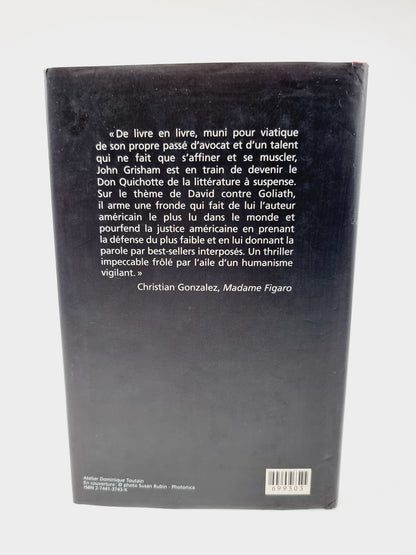 « De livre en livre, muni pour viatique
de son propre passé d'avocat et d'un talent
qui ne fait que s'affiner et se muscler,
John Grisham est en train de devenir le
Don Quichotte de la littérature à suspense.
Sur le thème de David contre Goliath,
il arme une fronde qui fait de lui l'auteur
américain le plus lu dans le monde et
pourfend la justice américaine en prenant
la défense du plus faible et en lui donnant la
parole par best-sellers interposés. Un thriller
impeccable frôlé par l'aile d'un humanisme
vigilant. »
Christian Gonzalez, Madame Figaro
Atelier Dominique Toutain
En couverture : © photo Susan Rubin - Photonica
ISBN 2-7441-3743-X
699303